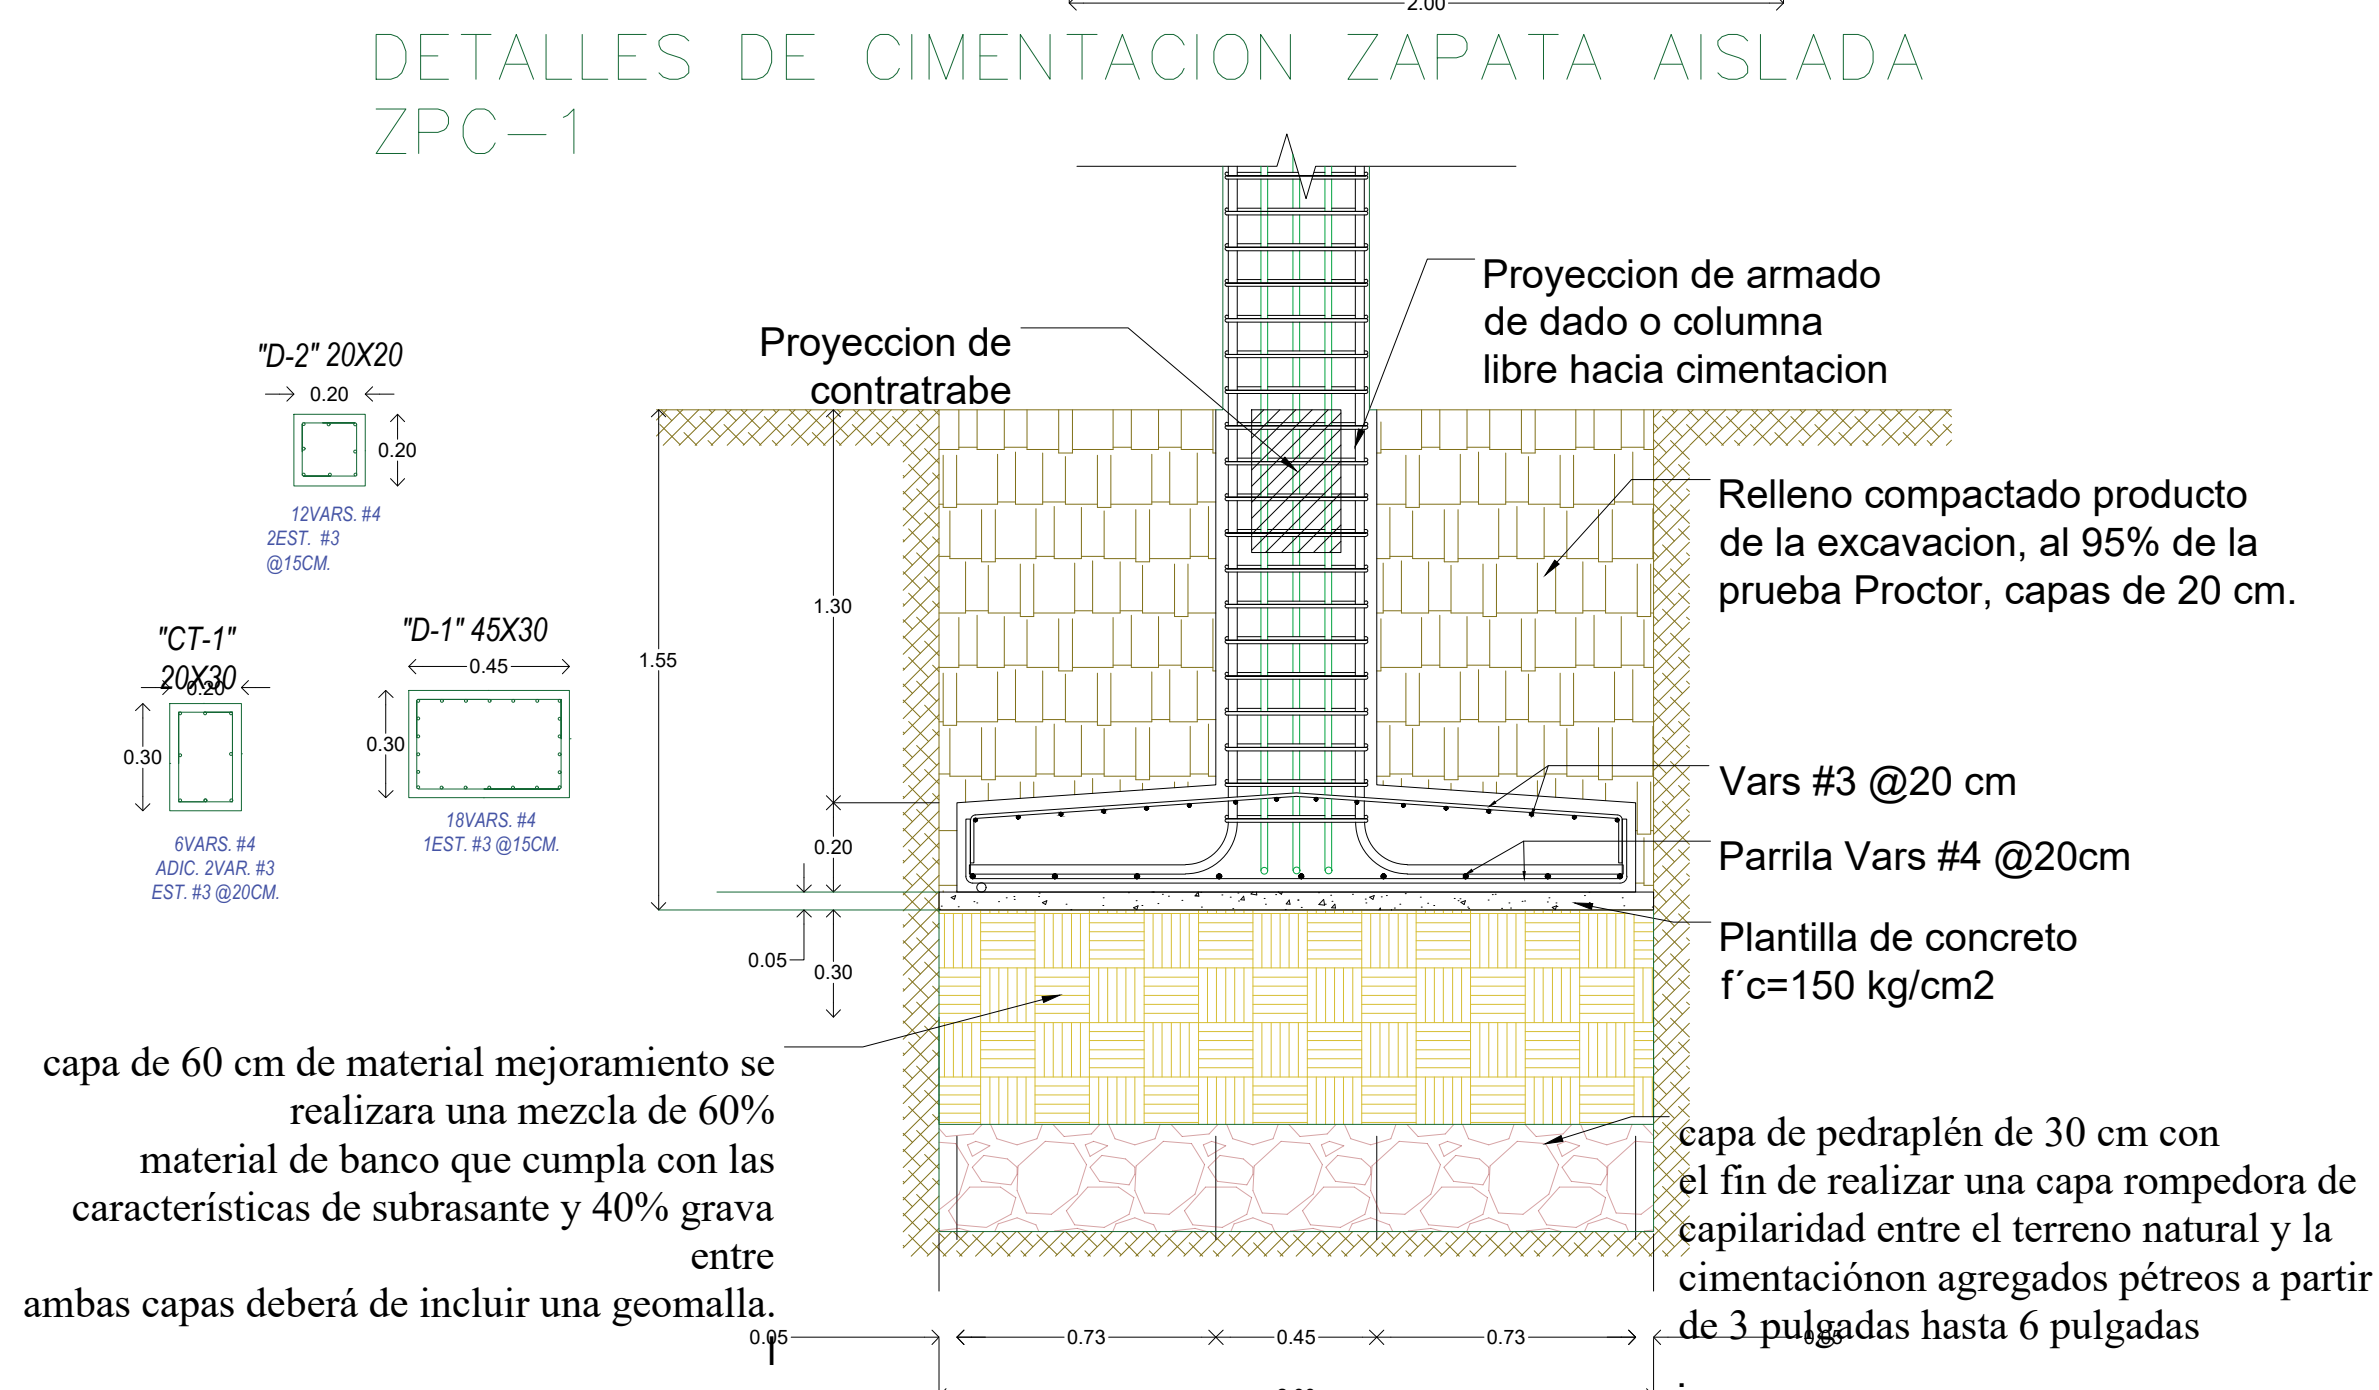 2.00
DETALLES DE CIMENTACION ZAPATA AISLADA
ZPC-1
Proyeccion de armado
de dado o columna
libre hacia cimentacion
Proyeccion de
contratrabe
"D-2" 20X20
0.20
0.20
12VARS. #4
2EST. #3
@15CM.
Relleno compactado producto
de la excavacion, al 95% de la
prueba Proctor, capas de 20 cm.
1.30
1.55
"CT-1"
20X30
0.20
0.30
6VARS. #4
ADIC. 2VAR. #3
EST. #3 @20CM.
"D-1" 45X30
0.45
0.30
18VARS. #4
1EST. #3 @15CM.
Vars #3 @20 cm
0.20
Parrila Vars #4 @20cm
Plantilla de concreto
f´c=150 kg/cm2
0.05
0.30
capa de 60 cm de material mejoramiento se
realizara una mezcla de 60%
material de banco que cumpla con las
características de subrasante y 40% grava
entre
ambas capas deberá de incluir una geomalla.
capa de pedraplén de 30 cm con
el fin de realizar una capa rompedora de
capilaridad entre el terreno natural y la
cimentaciónon agregados pétreos a partir
de 3 pulgadas hasta 6 pulgadas
0.05
0.73
0.45
0.73
0.05